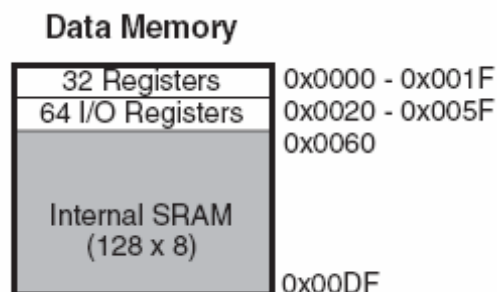 Data Memory
32 Registers 0x0000 - 0x001F
64 I/O Registers 0x0020 - 0x005F
0x0060
Internal SRAM
(128 x 8)
0x00DF